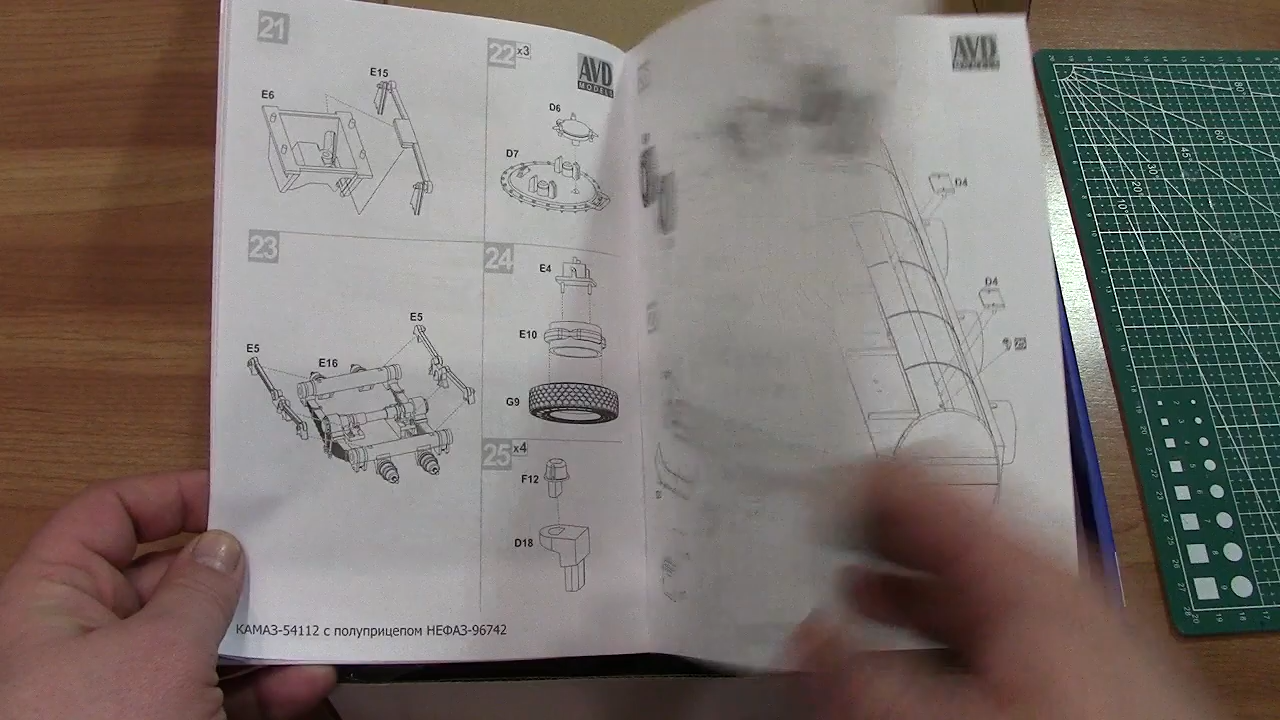 21
E15
E6
22 x3
AVD
MODELS
D6
D7
23
E5
E5
E16
24
E4
E10
G9
25 x4
F12
D18
КАМАЗ-54112 с полуприцепом НЕФАЗ-96742
AVD
D4
D4